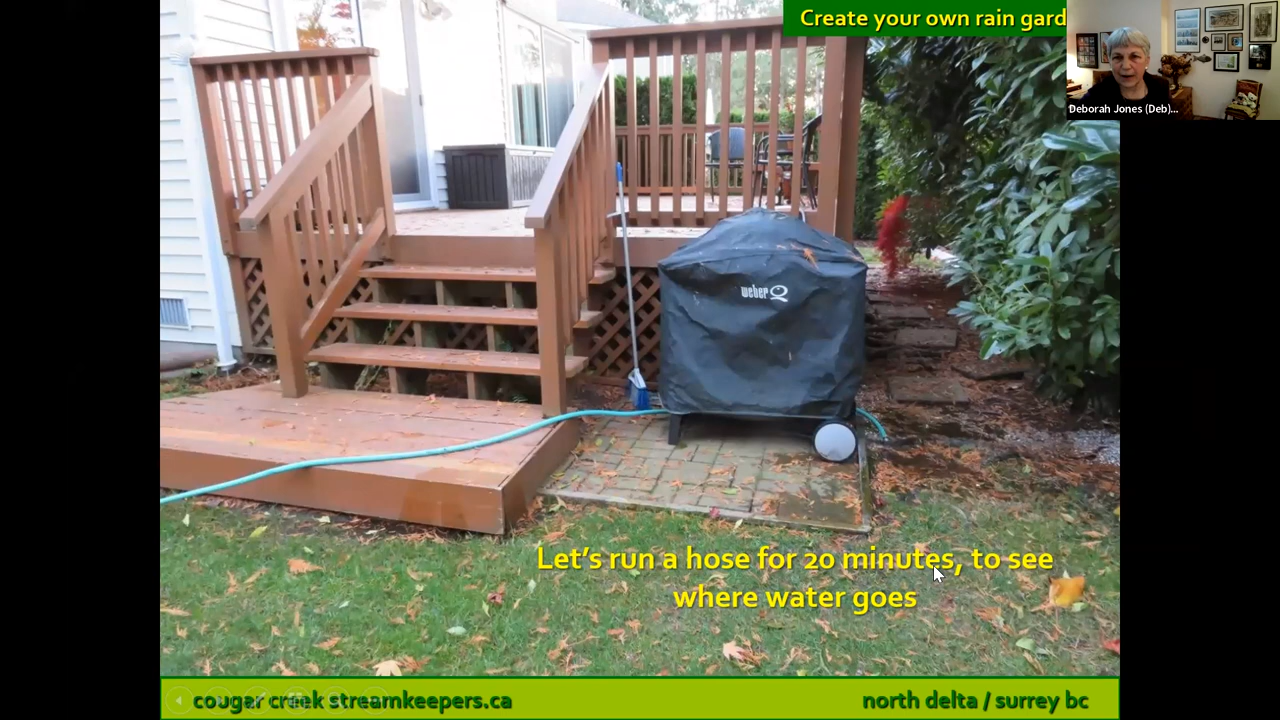 Create your own rain gard
Deborah Jones (Deb)...
weber Q
Let's run a hose for 20 minutes, to see
where water goes
cougar creek streamkeepers.ca
north delta / surrey bc